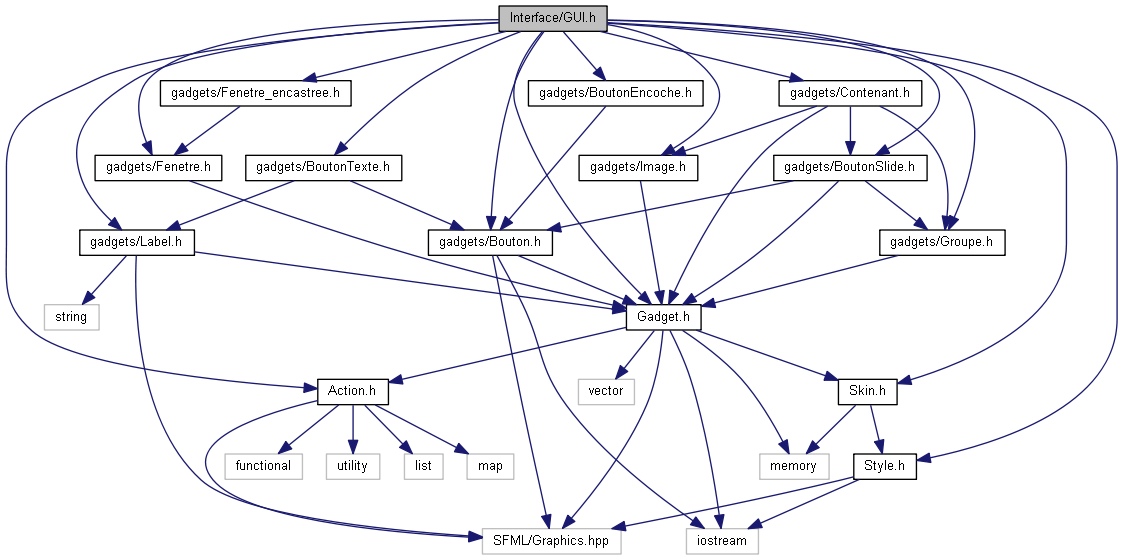 Interface/GUI.h
gadgets/Fenetre_encastree.h
gadgets/BoutonEncoche.h
gadgets/Contenant.h
gadgets/Fenetre.h
gadgets/BoutonTexte.h
gadgets/Image.h
gadgets/BoutonSlide.h
gadgets/Label.h
gadgets/Bouton.h
gadgets/Groupe.h
string
Gadget.h
Action.h
vector
Skin.h
functional
utility
list
map
memory
Style.h
SFML/Graphics.hpp
iostream